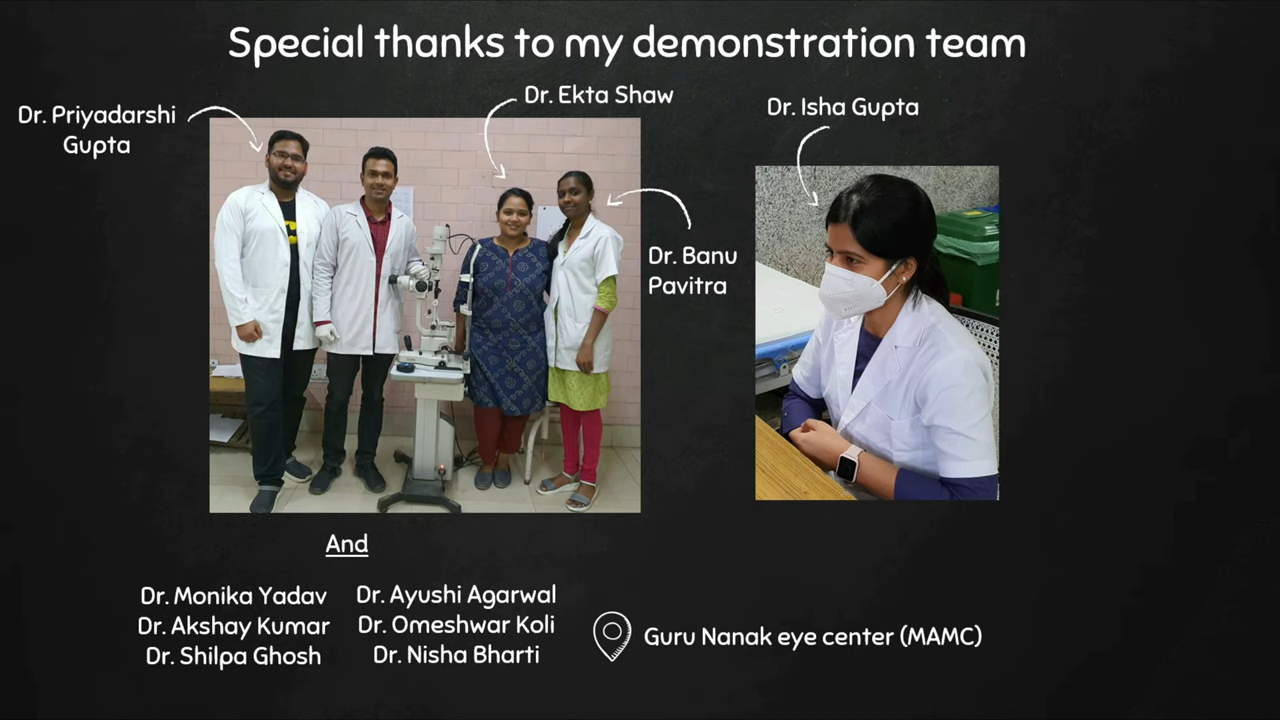 Special thanks to my demonstration team
Dr. Priyadarshi
Gupta
Dr. Ekta Shaw
Dr. Isha Gupta
Dr. Banu
Pavitra
And
Dr. Monika Yadav
Dr. Akshay Kumar
Dr. Shilpa Ghosh
Dr. Ayushi Agarwal
Dr. Omeshwar Koli
Dr. Nisha Bharti
Guru Nanak eye center (MAMC)